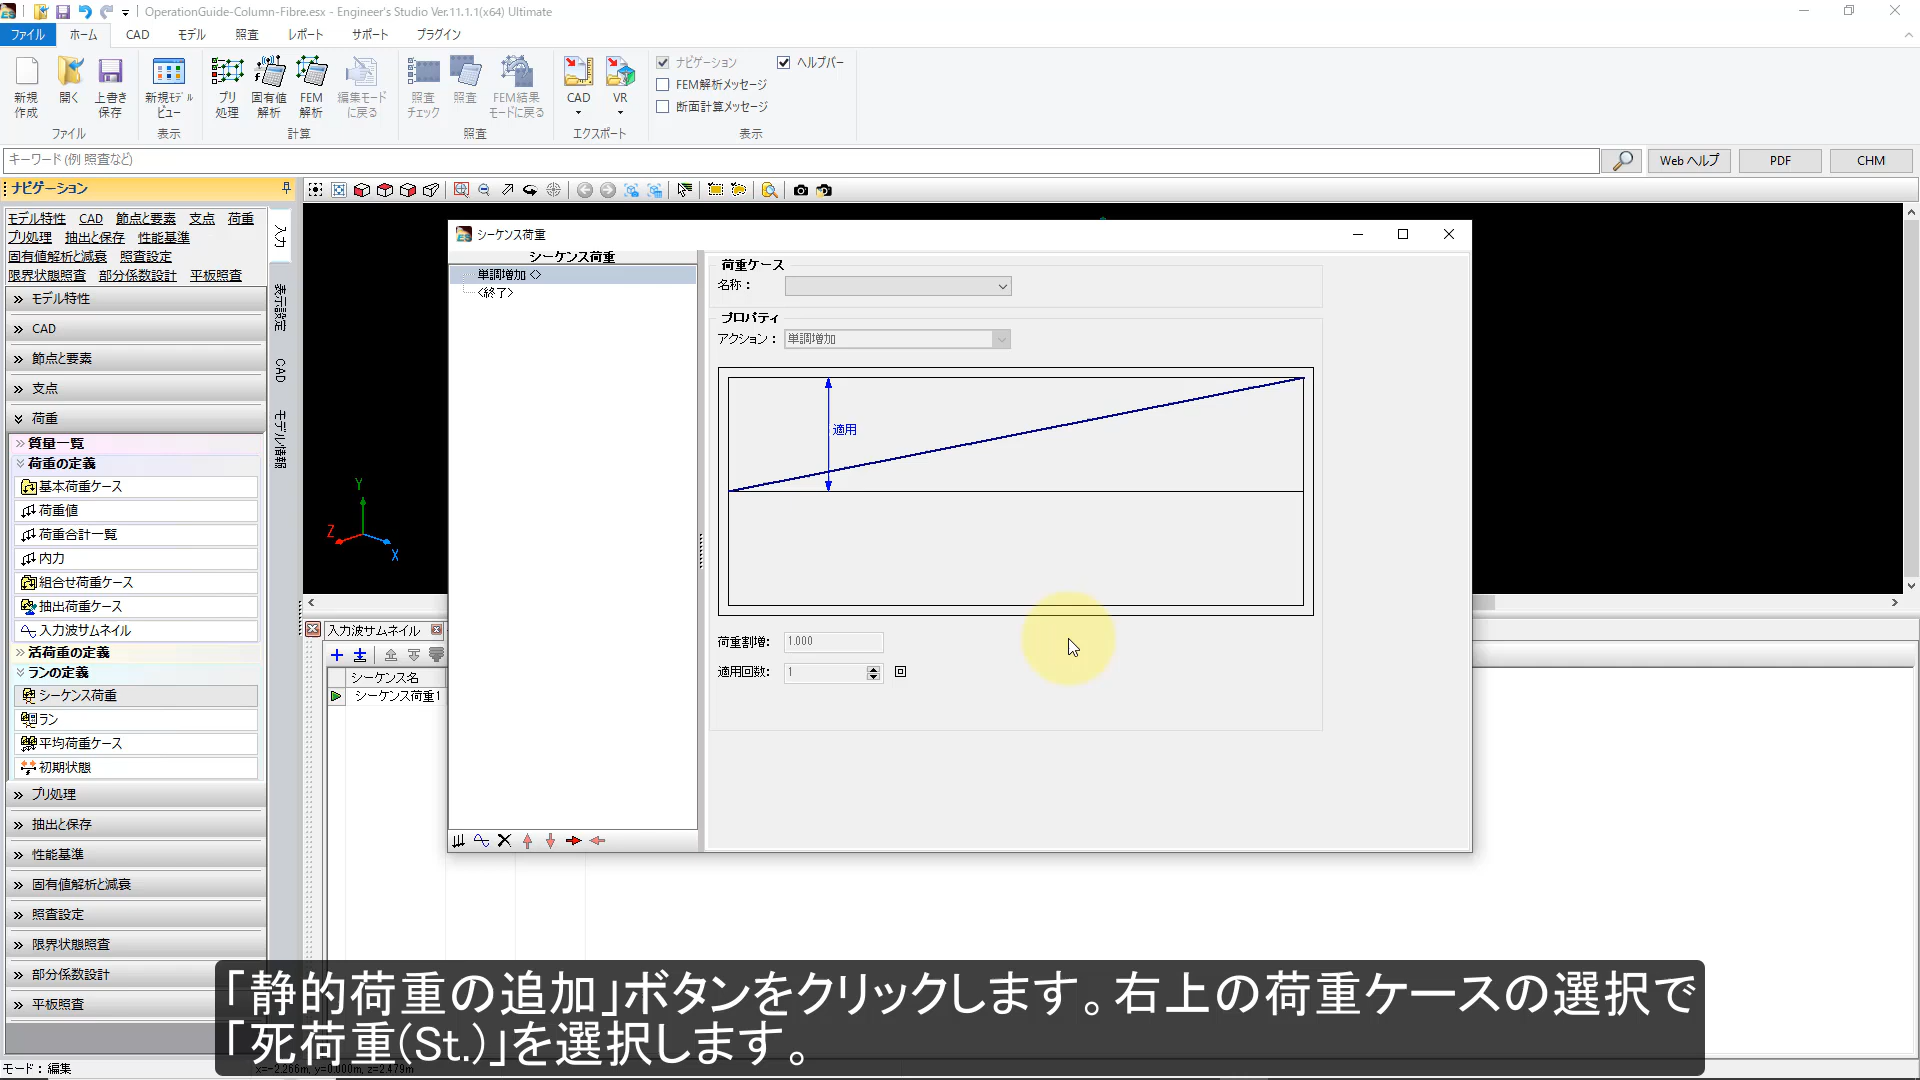 OperationGuide-Column-Fibre.esx - Engineer's Studio Ver.11.1.1(x64) Ultimate
ファイル ホーム CAD モデル 照査 レポート サポート プラグイン
新規作成 開く 上書き保存 ファイル
新規モデルビュー 表示
プリ処理 固有値解析 FEM解析 編集モードに戻る 計算
照査チェック 照査 FEM結果モードに戻る 照査
CAD VR エクスポート
ナビゲーション ヘルプバー
FEM解析メッセージ
断面計算メッセージ
表示
キーワード (例 照査など) Web ヘルプ PDF CHM
ナビゲーション
モデル特性 CAD 節点と要素 支点 荷重
プリ処理 抽出と保存 性能基準
固有値解析と減衰 照査設定
限界状態照査 部分係数設計 平板照査
入力
表示設定
CAD
モデル情報
モデル特性
CAD
節点と要素
支点
荷重
質量一覧
荷重の定義
基本荷重ケース
荷重値
荷重合計一覧
内力
組合せ荷重ケース
抽出荷重ケース
入力波サムネイル
活荷重の定義
ランの定義
シーケンス荷重
ラン
平均荷重ケース
初期状態
プリ処理
抽出と保存
性能基準
固有値解析と減衰
照査設定
限界状態照査
部分係数設計
平板照査
モード : 編集
x=-2.266m, y=0.000m, z=2.479m
Y
Z
X
入力波サムネイル
シーケンス名
シーケンス荷重1
シーケンス荷重
シーケンス荷重
単調増加 <>
<終了>
荷重ケース
名称 :
プロパティ
アクション : 単調増加
適用
荷重割増: 1.000
適用回数: 1
「静的荷重の追加」ボタンをクリックします。右上の荷重ケースの選択で
「死荷重(St.)」を選択します。